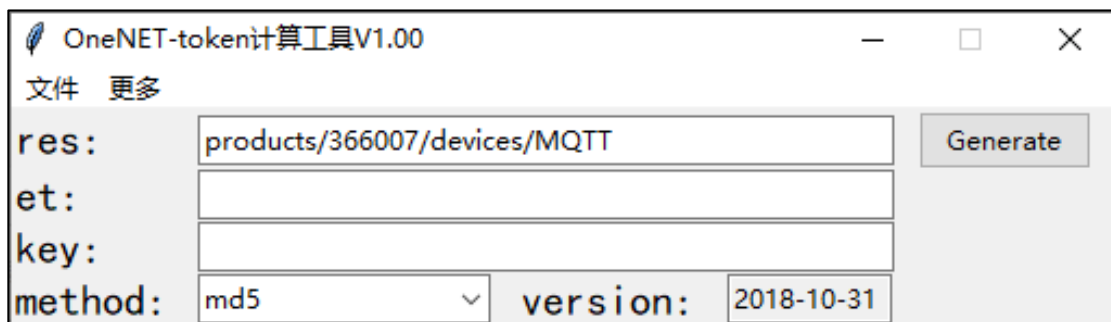 OneNET-token计算工具V1.00
文件 更多
res: products/366007/devices/MQTT Generate
et:
key:
method: md5 version: 2018-10-31